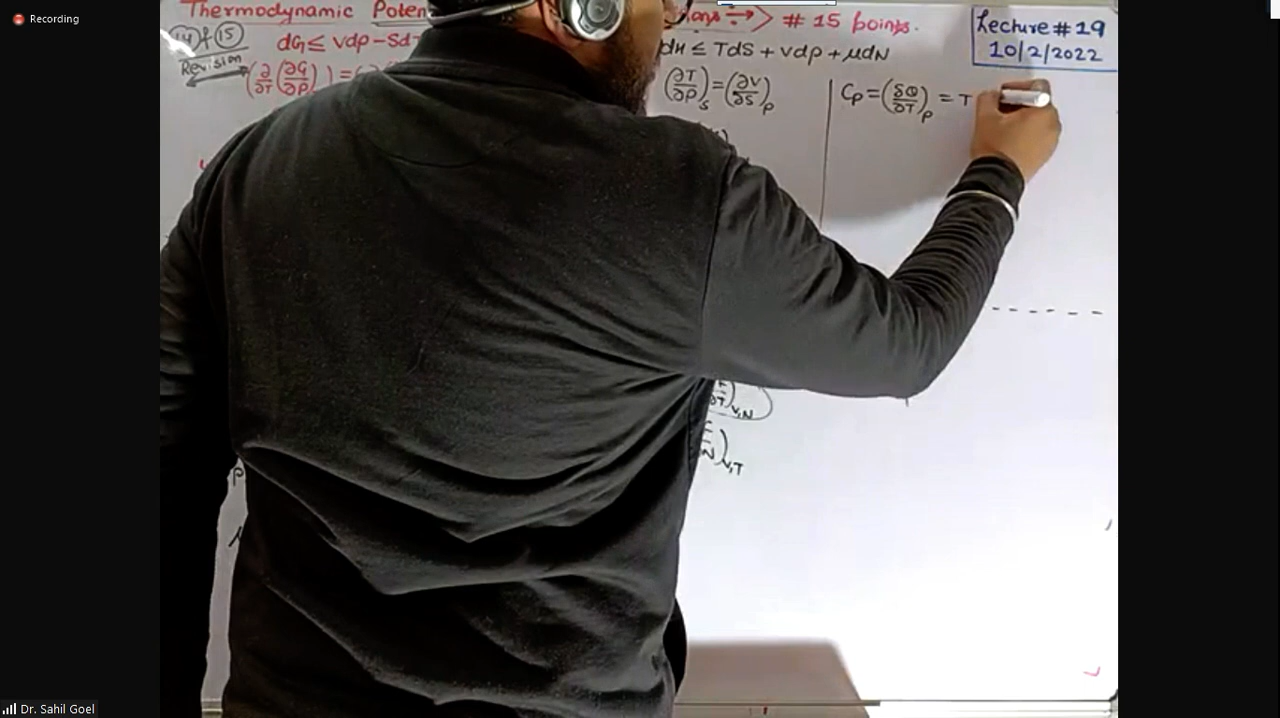 Recording
Thermodynamic Poten
# 15 points.
Lecture # 19
10/2/2022
14 & 15
Revision
dG ≤ Vdp – Sd
dH ≤ TdS + Vdp + μdN
(∂/∂T (∂G/∂P) ) = (
(∂T/∂P)_S = (∂V/∂S)_P
C_P = (δQ/∂T)_P = T
)_V,N
)_V,T
Dr. Sahil Goel